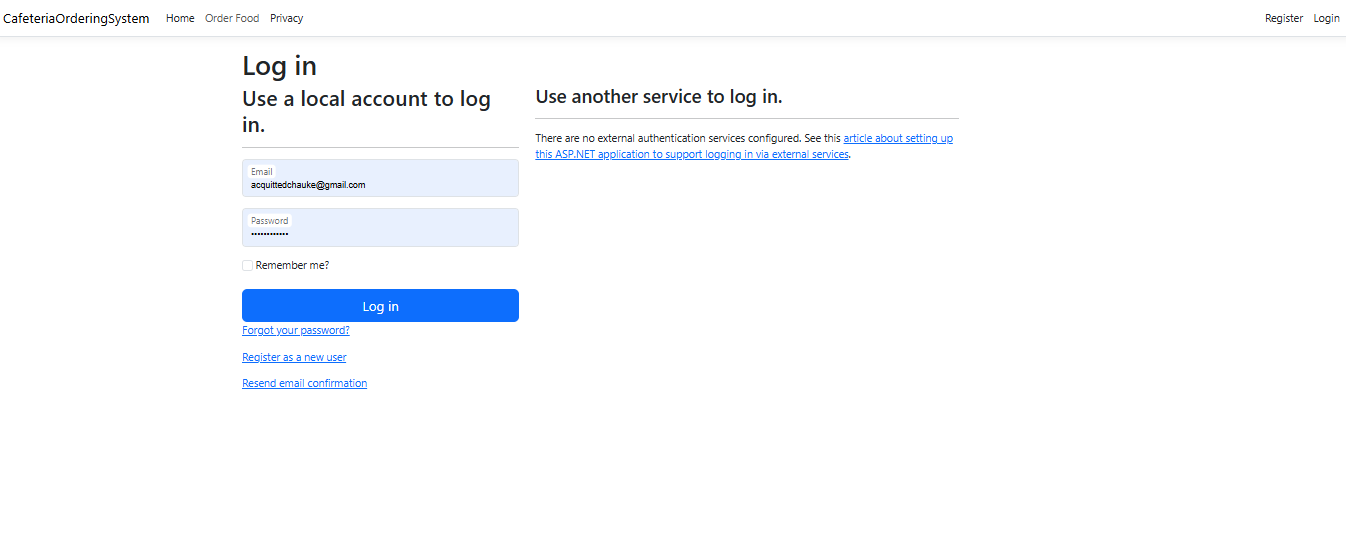 CafeteriaOrderingSystem Home Order Food Privacy Register Login
Log in
Use a local account to log
in.
Email
acquittedchauke@gmail.com
Password
••••••••••••
Remember me?
Log in
Forgot your password?
Register as a new user
Resend email confirmation
Use another service to log in.
There are no external authentication services configured. See this article about setting up
this ASP.NET application to support logging in via external services.